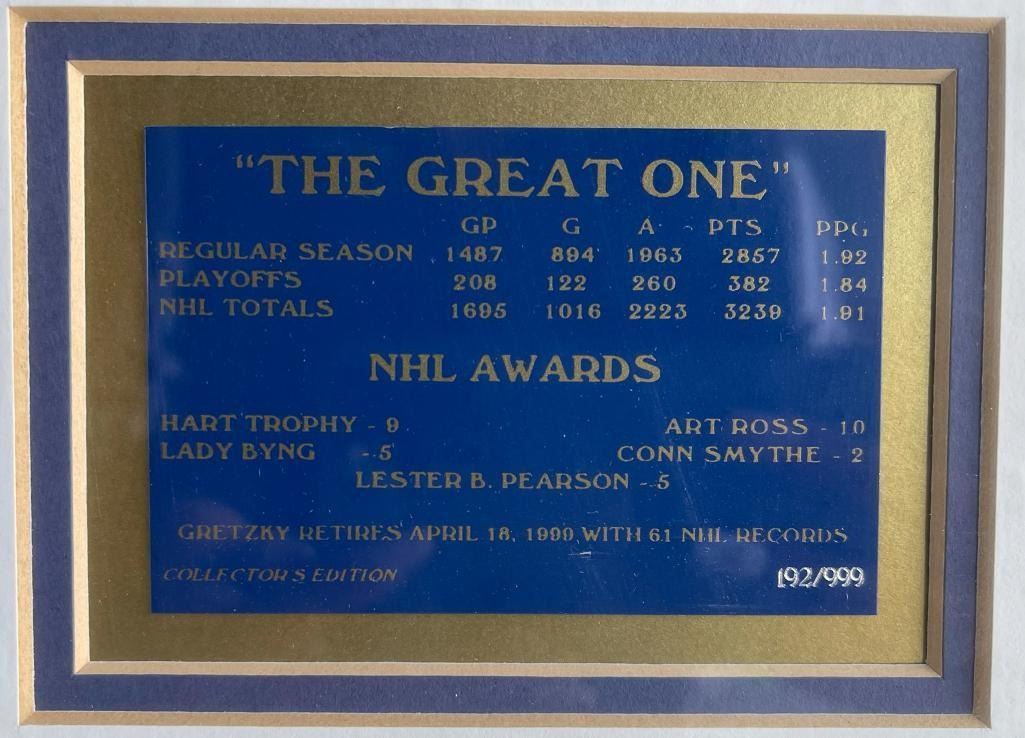 "THE GREAT ONE"
GP G A PTS PPG
REGULAR SEASON 1487 894 1963 2857 1.92
PLAYOFFS 208 122 260 382 1.84
NHL TOTALS 1695 1016 2223 3239 1.91
NHL AWARDS
HART TROPHY - 9 ART ROSS - 10
LADY BYNG - 5 CONN SMYTHE - 2
LESTER B. PEARSON - 5
GRETZKY RETIRES APRIL 18, 1999 WITH 61 NHL RECORDS
COLLECTOR'S EDITION 192/999